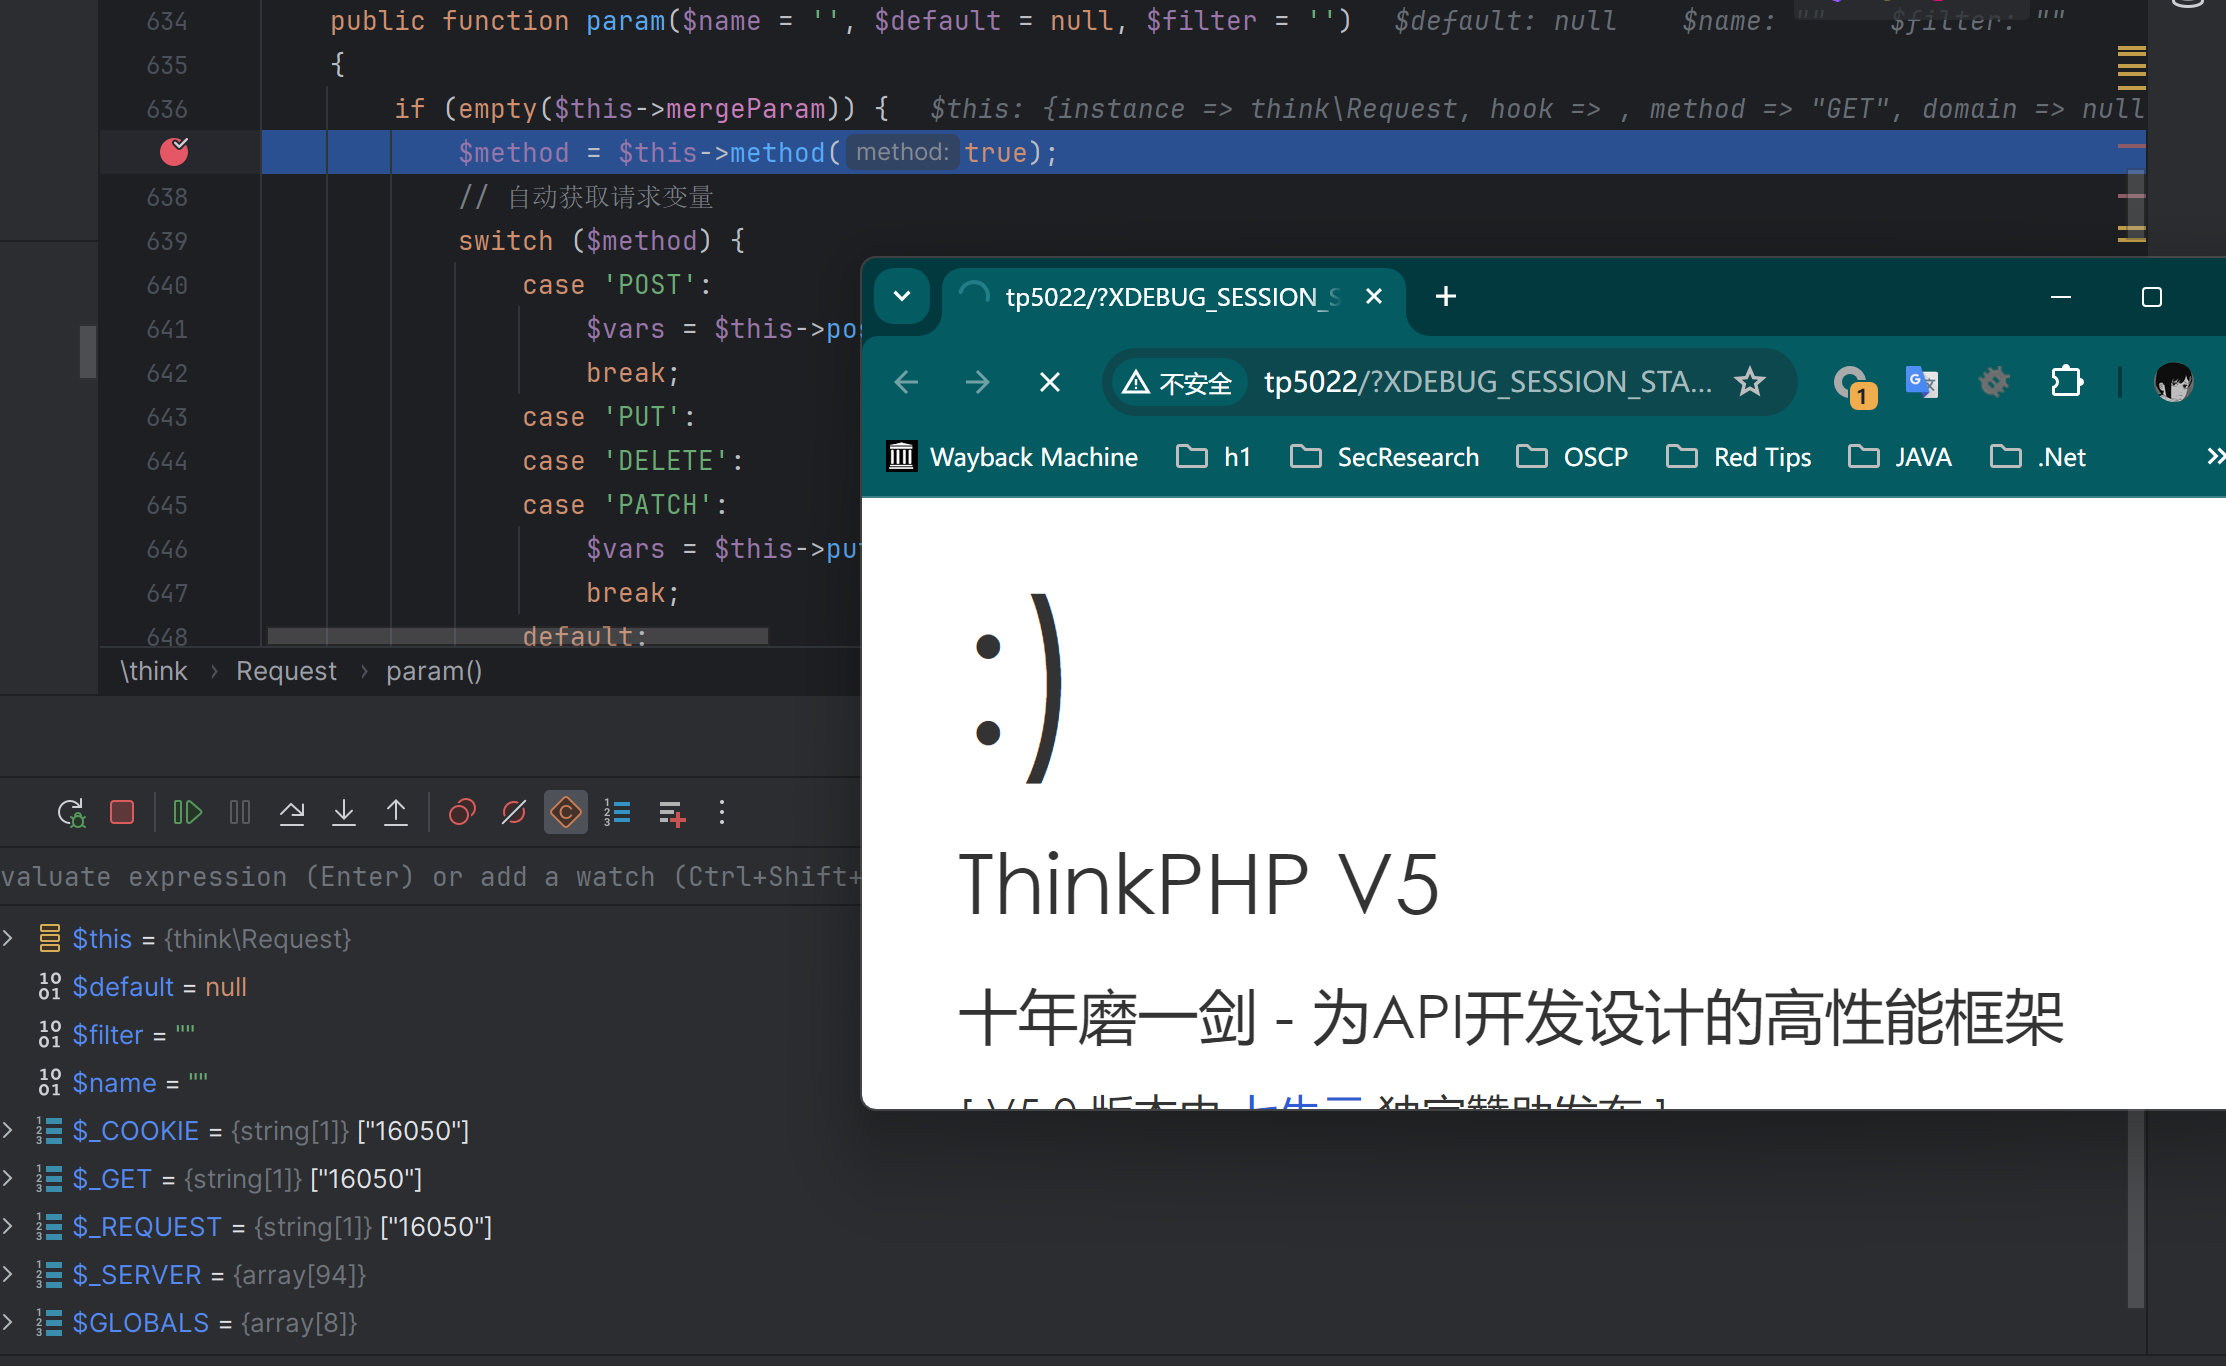 634 public function param($name = '', $default = null, $filter = '') $default: null $name: "" $filter: ""
635 {
636 if (empty($this->mergeParam)) { $this: {instance => think\Request, hook => , method => "GET", domain => null
$method = $this->method( method: true);
638 // 自动获取请求变量
639 switch ($method) {
640 case 'POST':
641 $vars = $this->pos
642 break;
643 case 'PUT':
644 case 'DELETE':
645 case 'PATCH':
646 $vars = $this->pu
647 break;
648 default:
\think › Request › param()
valuate expression (Enter) or add a watch (Ctrl+Shift+
$this = {think\Request}
$default = null
$filter = ""
$name = ""
$_COOKIE = {string[1]} ["16050"]
$_GET = {string[1]} ["16050"]
$_REQUEST = {string[1]} ["16050"]
$_SERVER = {array[94]}
$GLOBALS = {array[8]}
tp5022/?XDEBUG_SESSION_S
不安全 tp5022/?XDEBUG_SESSION_STA...
1
Wayback Machine h1 SecResearch OSCP Red Tips JAVA .Net »
:)
ThinkPHP V5
十年磨一剑 - 为API开发设计的高性能框架